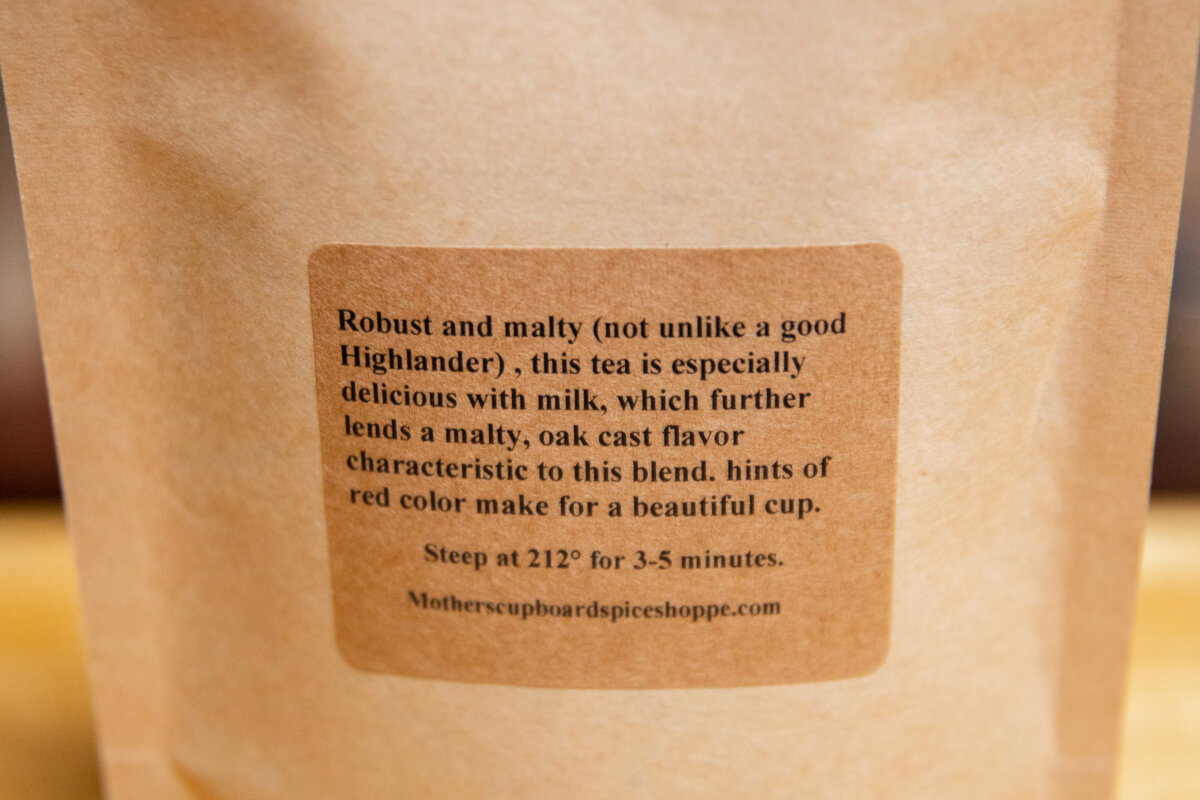 Robust and malty (not unlike a good
Highlander) , this tea is especially
delicious with milk, which further
lends a malty, oak cast flavor
characteristic to this blend. hints of
red color make for a beautiful cup.
Steep at 212° for 3-5 minutes.
Motherscupboardspiceshoppe.com